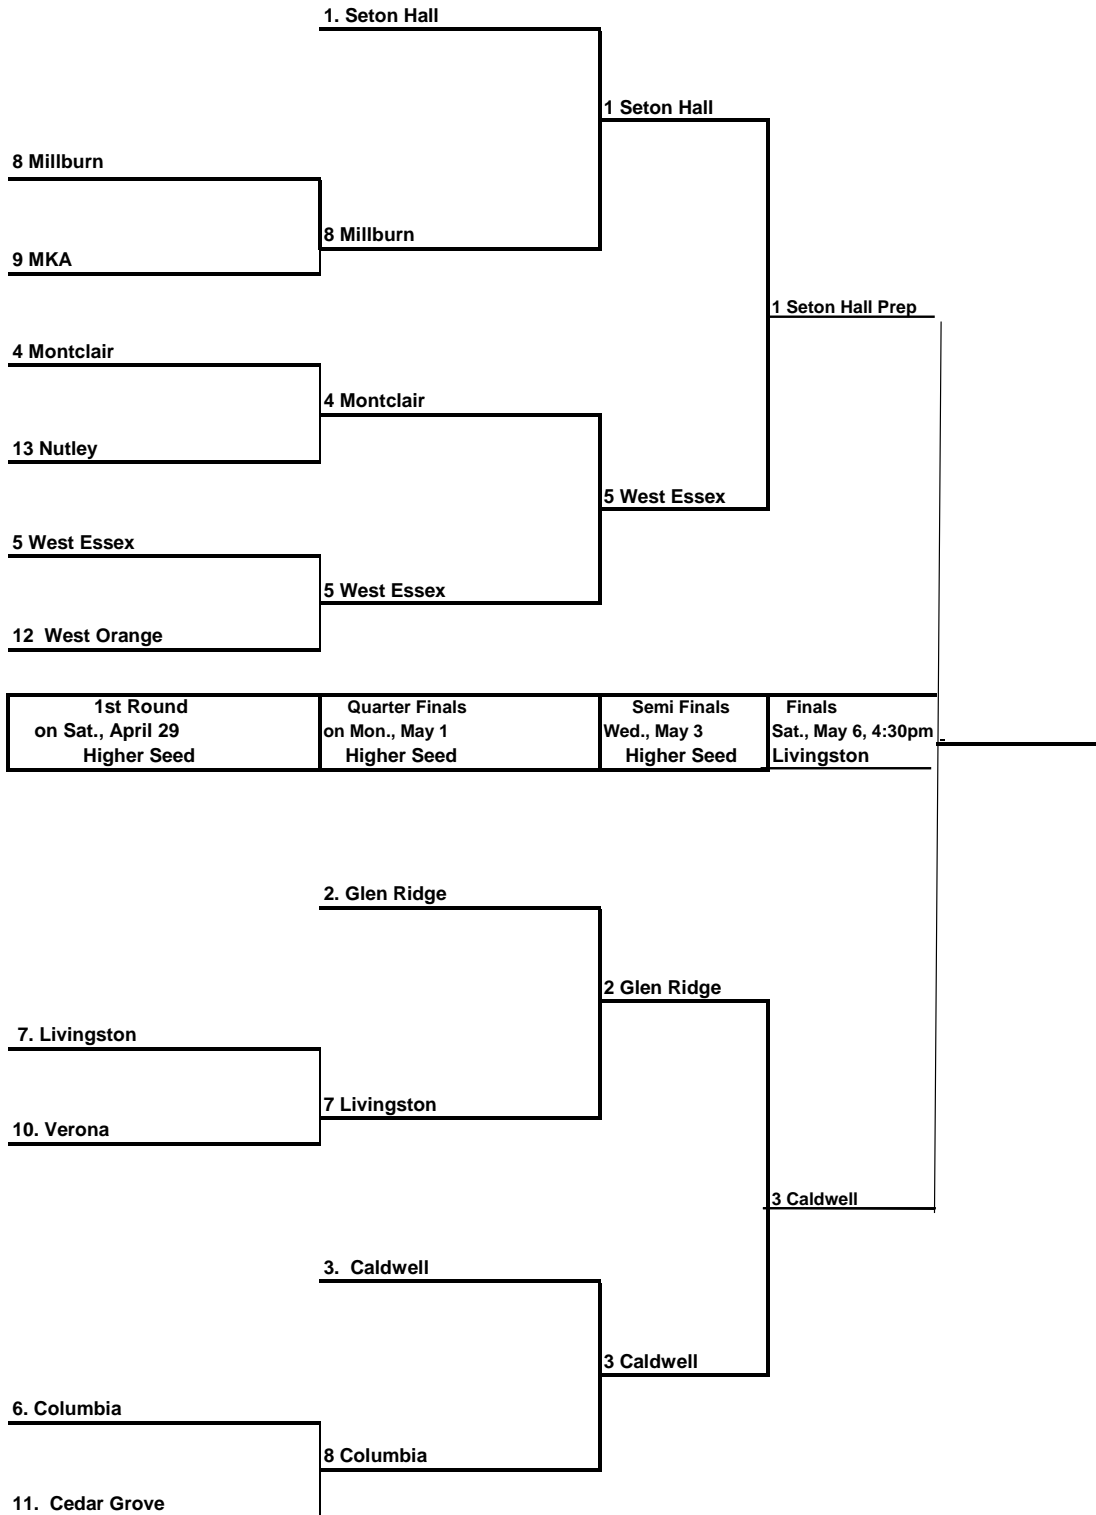 1. Seton Hall
1 Seton Hall
8 Millburn
8 Millburn
9 MKA
1 Seton Hall Prep
4 Montclair
4 Montclair
13 Nutley
5 West Essex
5 West Essex
5 West Essex
12  West Orange
1st Round
on Sat., April 29
Higher Seed
Quarter Finals
on Mon., May 1
Higher Seed
Semi Finals
Wed., May 3
Higher Seed
Finals
Sat., May 6, 4:30pm
Livingston
2. Glen Ridge
2 Glen Ridge
7. Livingston
7 Livingston
10. Verona
3 Caldwell
3.  Caldwell
3 Caldwell
6. Columbia
8 Columbia
11.  Cedar Grove